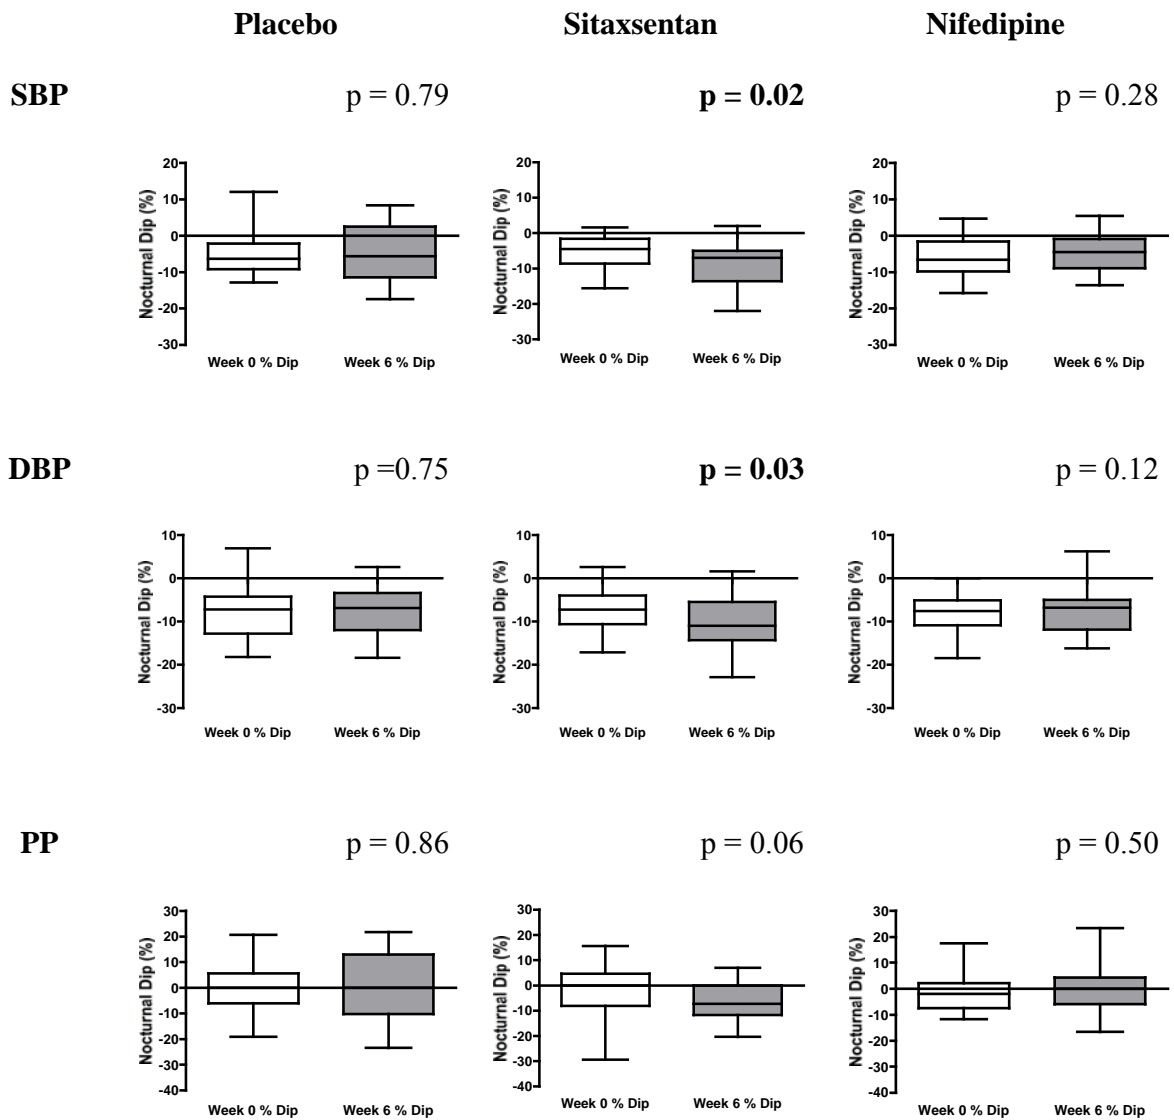 Placebo Sitaxsentan Nifedipine
SBP p = 0.79 p = 0.02 p = 0.28
Nocturnal Dip (%) Nocturnal Dip (%) Nocturnal Dip (%)
20 20 20
10 10 10
0 0 0
-10 -10 -10
-20 -20 -20
-30 -30 -30
Week 0 % Dip Week 6 % Dip Week 0 % Dip Week 6 % Dip Week 0 % Dip Week 6 % Dip
DBP p =0.75 p = 0.03 p = 0.12
Nocturnal Dip (%) Nocturnal Dip (%) Nocturnal Dip (%)
10 10 10
0 0 0
-10 -10 -10
-20 -20 -20
-30 -30 -30
Week 0 % Dip Week 6 % Dip Week 0 % Dip Week 6 % Dip Week 0 % Dip Week 6 % Dip
PP p = 0.86 p = 0.06 p = 0.50
Nocturnal Dip (%) Nocturnal Dip (%) Nocturnal Dip (%)
30 30 30
20 20 20
10 10 10
0 0 0
-10 -10 -10
-20 -20 -20
-30 -30 -30
-40 -40 -40
Week 0 % Dip Week 6 % Dip Week 0 % Dip Week 6 % Dip Week 0 % Dip Week 6 % Dip